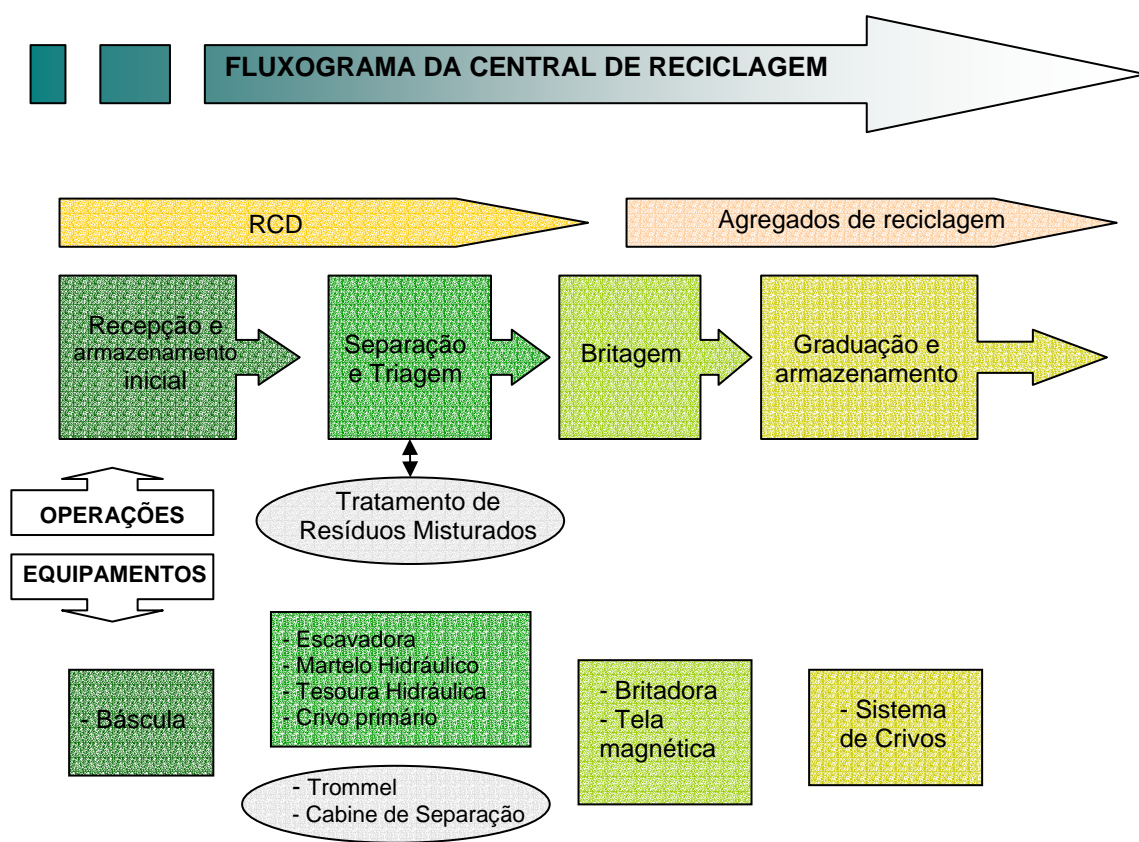 FLUXOGRAMA DA CENTRAL DE RECICLAGEM
RCD
Agregados de reciclagem
Recepção e
armazenamento
inicial
Separação
e Triagem
Britagem
Graduação e
armazenamento
OPERAÇÕES
Tratamento de
Resíduos Misturados
EQUIPAMENTOS
- Báscula
- Escavadora
- Martelo Hidráulico
- Tesoura Hidráulica
- Crivo primário
- Britadora
- Tela
magnética
- Sistema
de Crivos
- Trommel
- Cabine de Separação